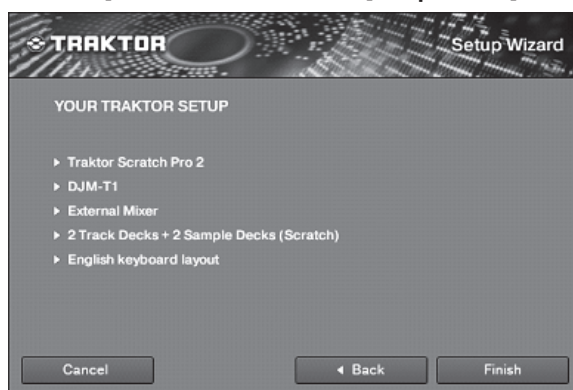 TRAKTOR
Setup Wizard
YOUR TRAKTOR SETUP
Traktor Scratch Pro 2
DJM-T1
External Mixer
2 Track Decks + 2 Sample Decks (Scratch)
English keyboard layout
Cancel
Back
Finish